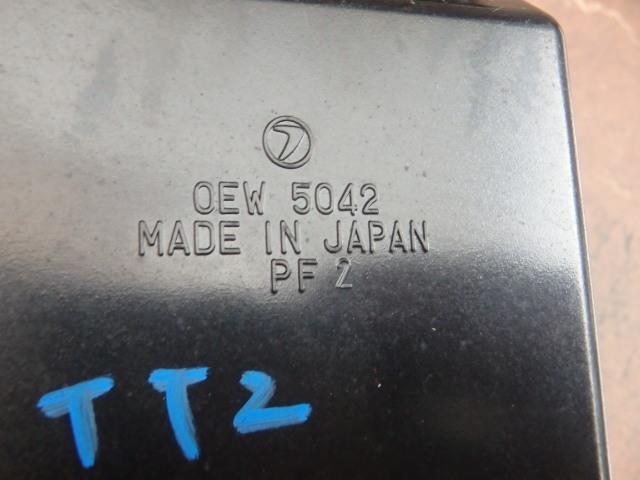 OEW 5042
MADE IN JAPAN
PF 2
TT2